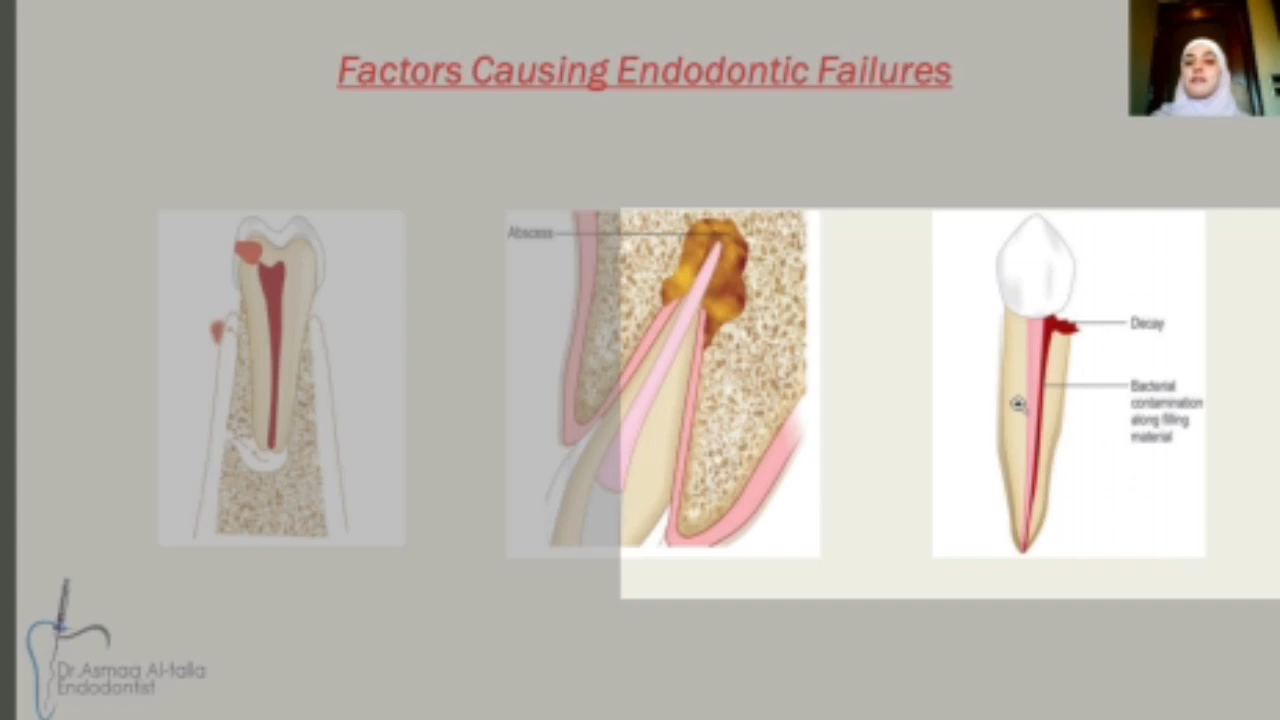 Factors Causing Endodontic Failures
Abscess
Decay
Bacterial
contamination
along filling
material
Dr.Asmaa Al-talla
Endodontist